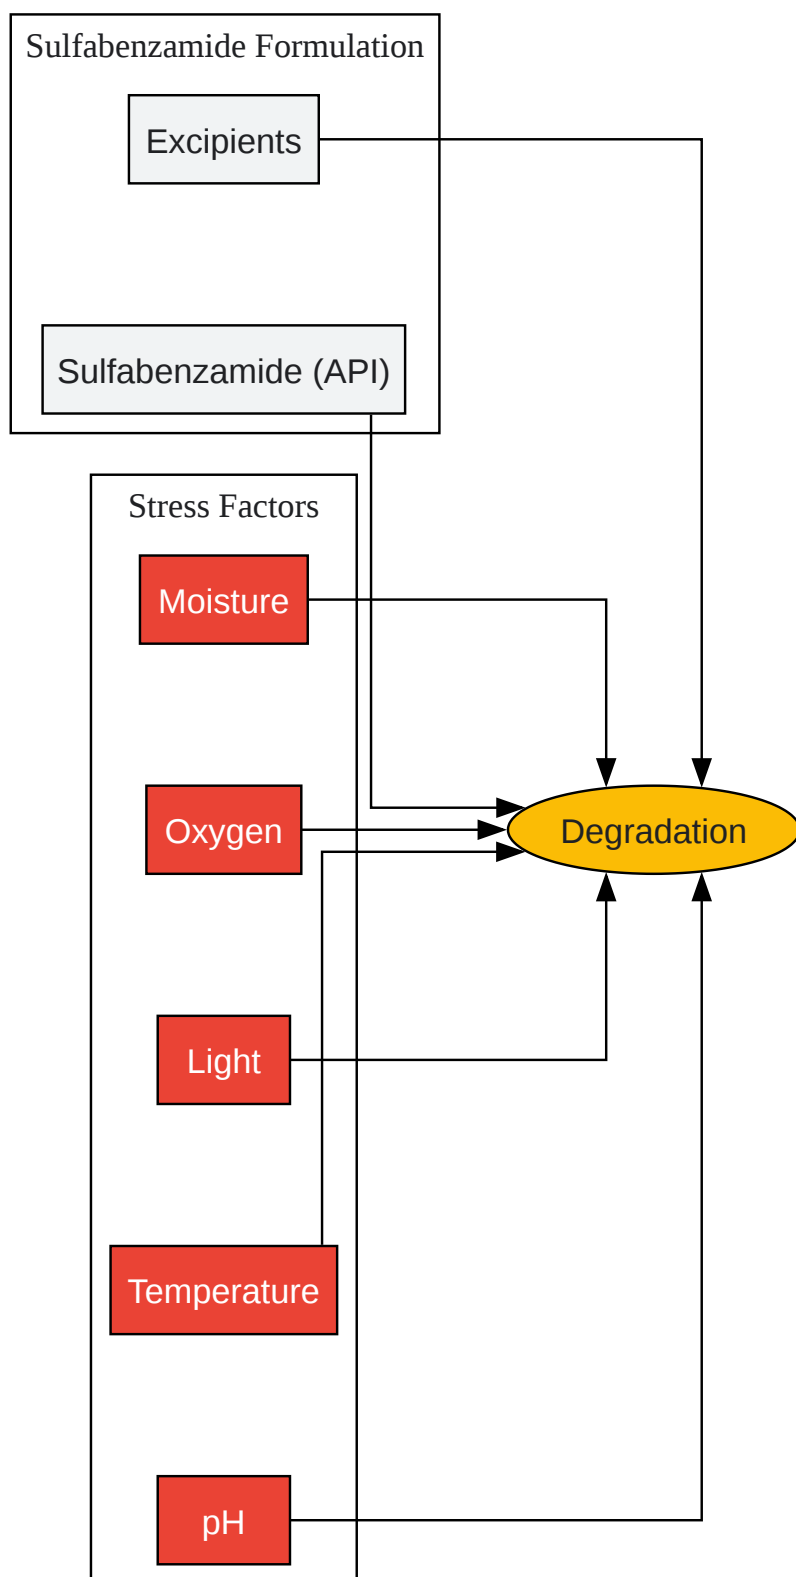 Sulfabenzamide Formulation
Excipients
Sulfabenzamide (API)
Stress Factors
Moisture
Oxygen
Degradation
Light
Temperature
pH